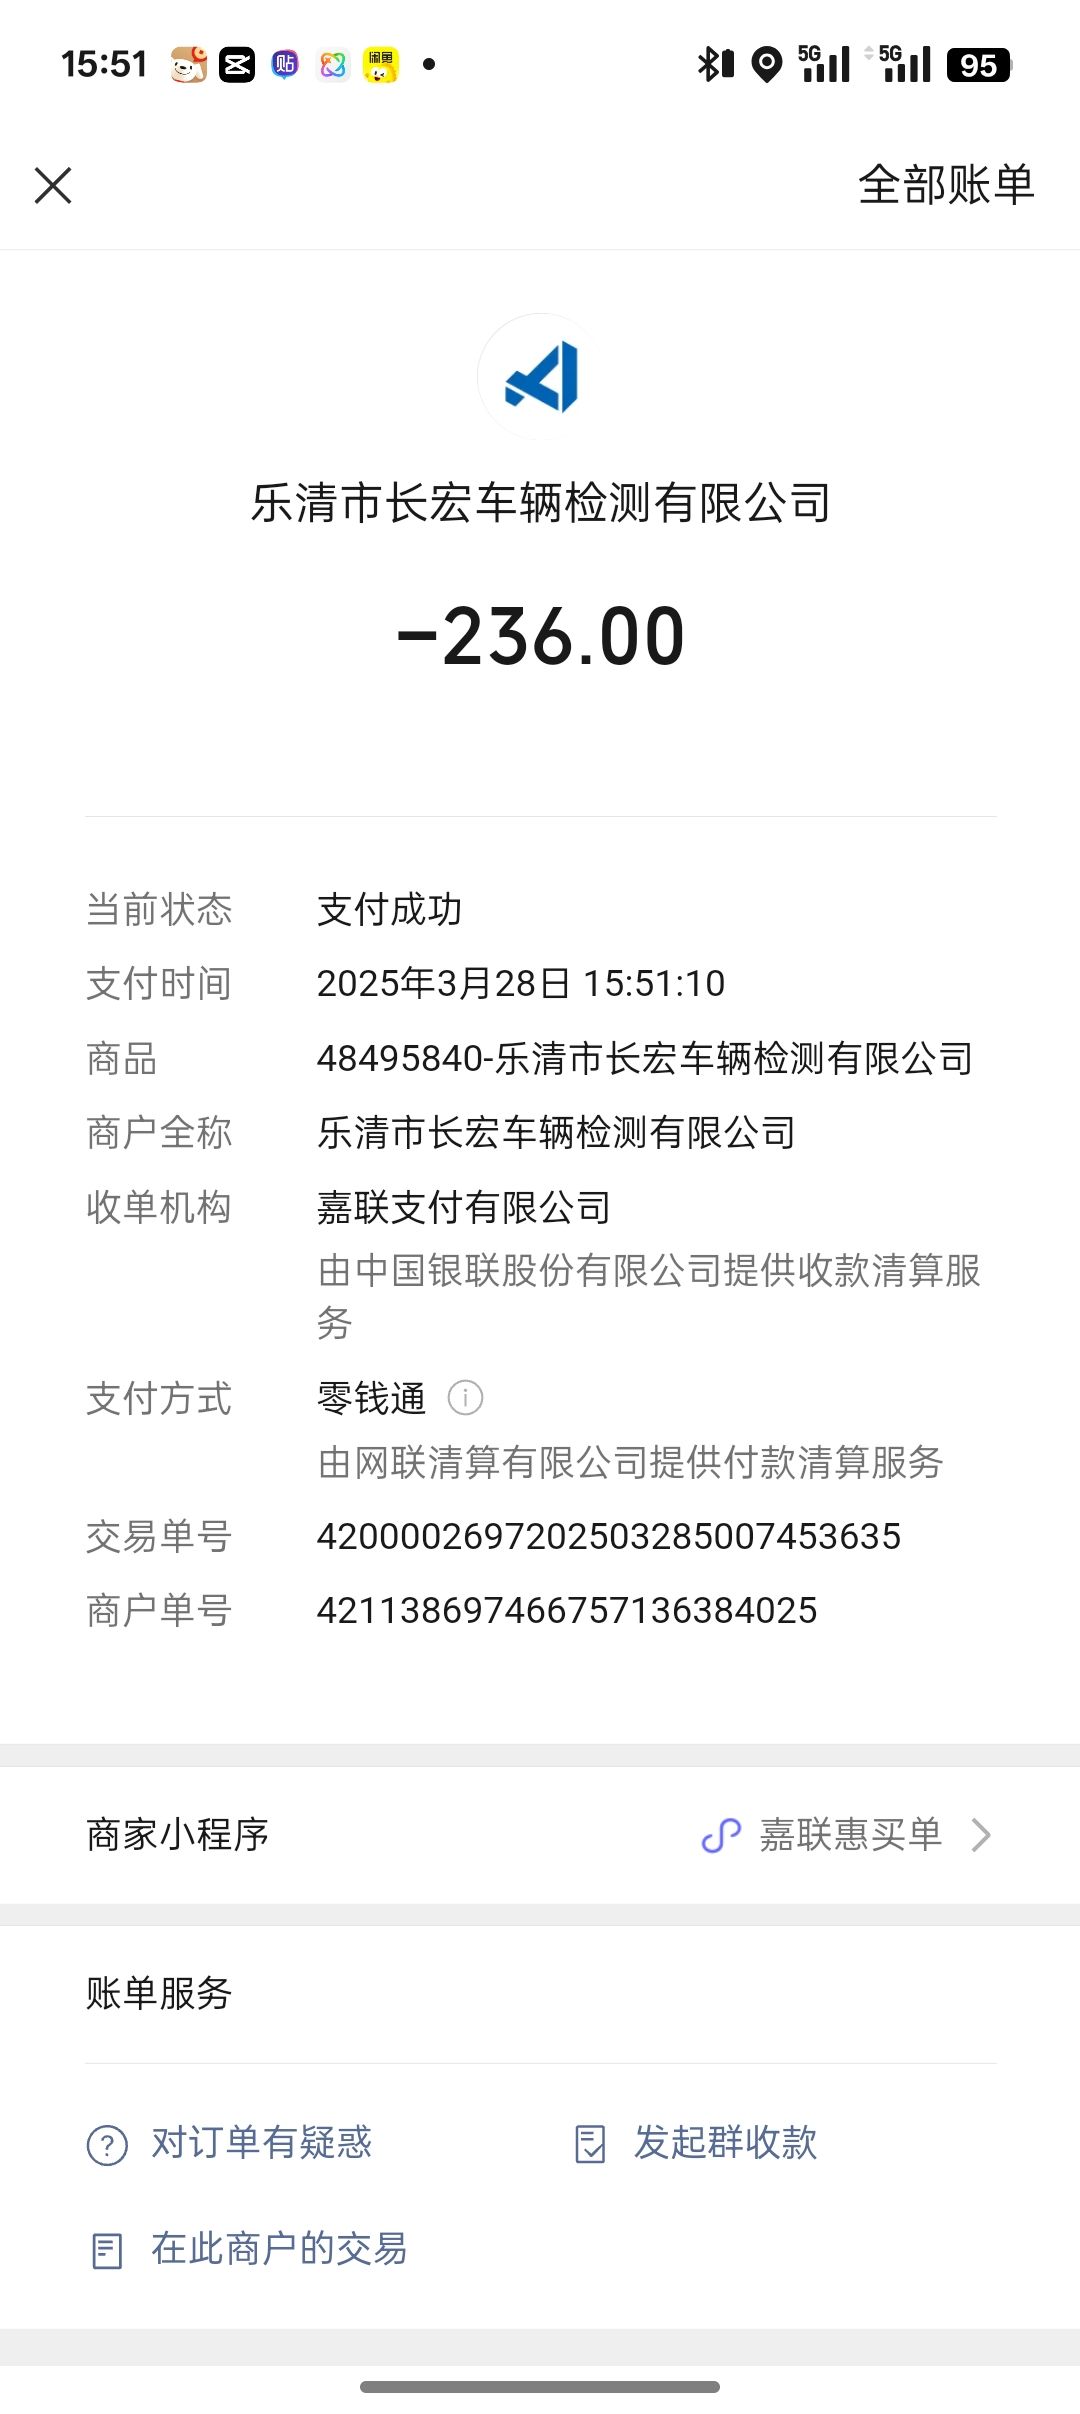 15:51 贴 闲鱼 5G 5G 95
全部账单
乐清市长宏车辆检测有限公司
-236.00
当前状态 支付成功
支付时间 2025年3月28日 15:51:10
商品 48495840-乐清市长宏车辆检测有限公司
商户全称 乐清市长宏车辆检测有限公司
收单机构 嘉联支付有限公司
由中国银联股份有限公司提供收款清算服
务
支付方式 零钱通
由网联清算有限公司提供付款清算服务
交易单号 4200002697202503285007453635
商户单号 421138697466757136384025
商家小程序 嘉联惠买单
账单服务
对订单有疑惑 发起群收款
在此商户的交易